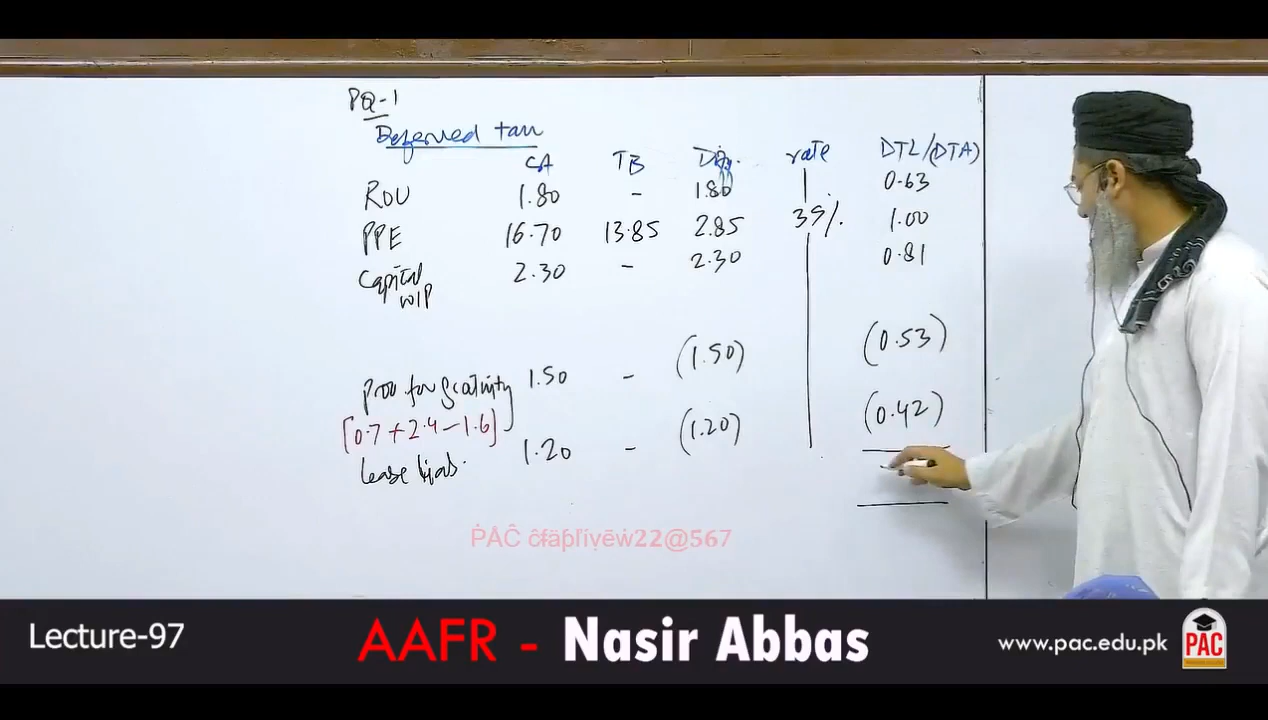 PQ-1
Deferred tax
CA TB Diff. rate DTL/(DTA)
ROU 1.80 - 1.80 0.63
PPE 16.70 13.85 2.85 35% 1.00
Capital WIP 2.30 - 2.30 0.81
Prov for gratuity 1.50 - (1.50) (0.53)
[0.7 + 2.4 - 1.6]
lease liab. 1.20 - (1.20) (0.42)
ṖÅĈ ĉfäpľíṿēẇ22@567
Lecture-97
AAFR - Nasir Abbas
www.pac.edu.pk
PAC